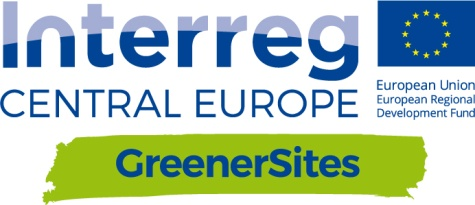 Interreg
CENTRAL EUROPE
European Union
European Regional
Development Fund
GreenerSites